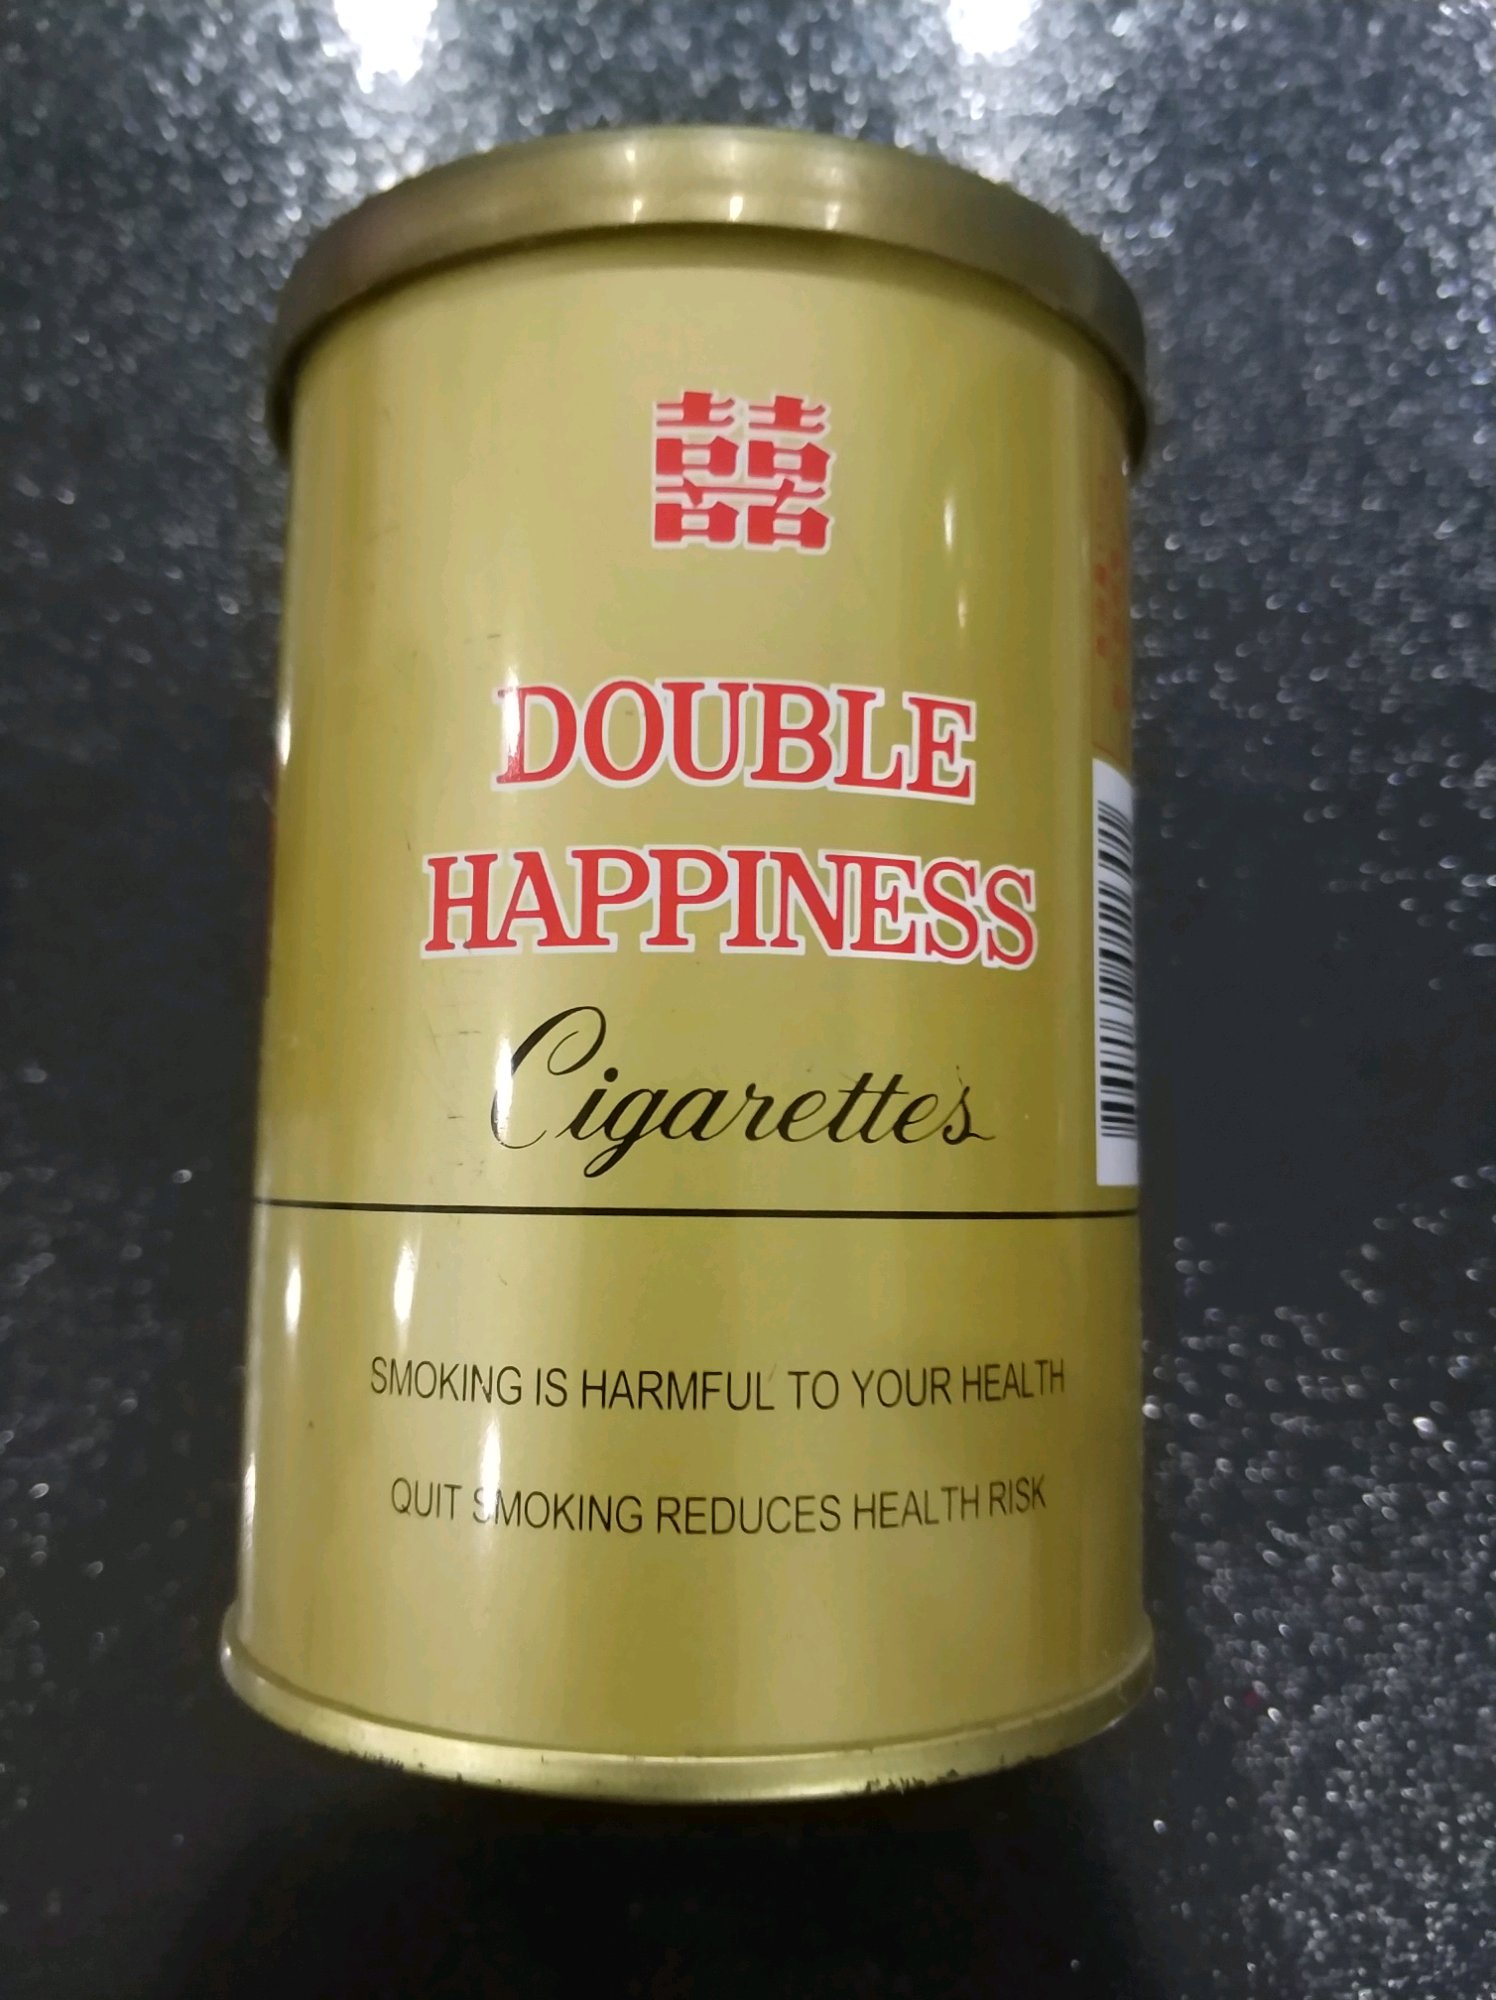 囍
DOUBLE
HAPPINESS
Cigarettes
SMOKING IS HARMFUL TO YOUR HEALTH
QUIT SMOKING REDUCES HEALTH RISK